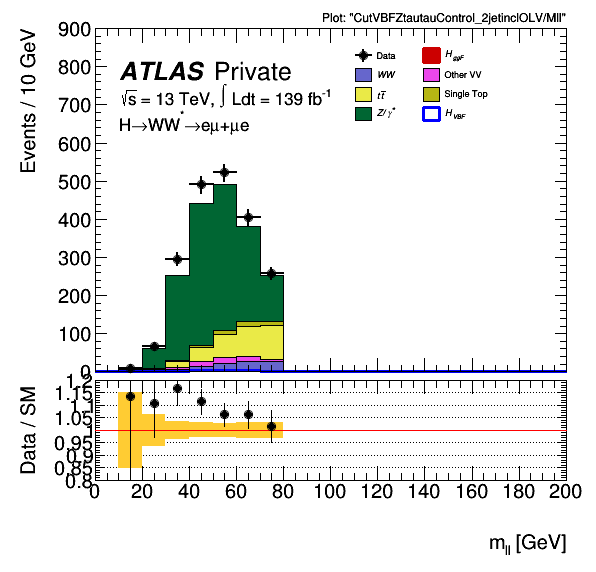 Plot: "CutVBFZtautauControl_2jetinclOLV/Mll"
Events / 10 GeV
900
800
700
600
500
400
300
200
100
0
ATLAS Private
√s = 13 TeV, ∫ Ldt = 139 fb⁻¹
H→WW*→eμ+μe
Data
WW
tt̄
Z/γ*
H_ggF
Other VV
Single Top
H_VBF
Data / SM
1.2
1.15
1.1
1.05
1
0.95
0.9
0.85
0.8
0 20 40 60 80 100 120 140 160 180 200
m_ll [GeV]